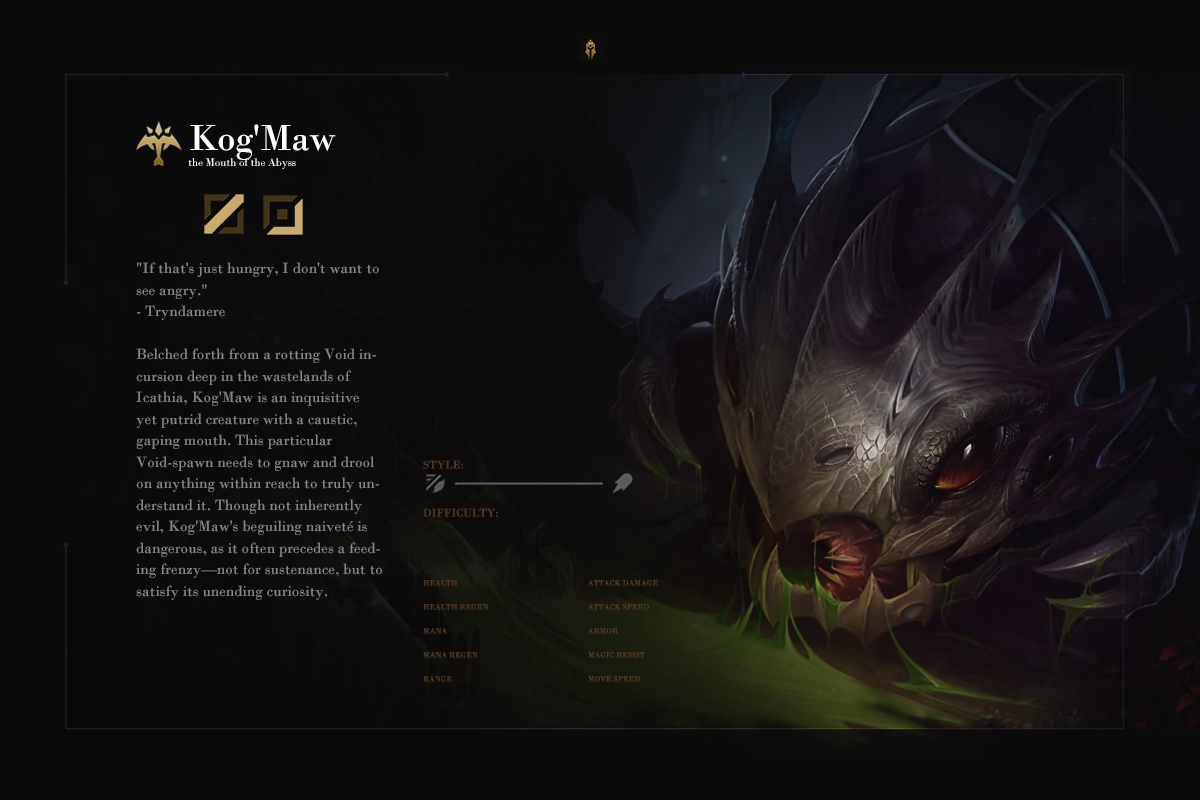 Kog'Maw
the Mouth of the Abyss
"If that's just hungry, I don't want to
see angry."
- Tryndamere
Belched forth from a rotting Void in-
cursion deep in the wastelands of
Icathia, Kog'Maw is an inquisitive
yet putrid creature with a caustic,
gaping mouth. This particular
Void-spawn needs to gnaw and drool
on anything within reach to truly un-
derstand it. Though not inherently
evil, Kog'Maw's beguiling naiveté is
dangerous, as it often precedes a feed-
ing frenzy—not for sustenance, but to
satisfy its unending curiosity.
STYLE:
DIFFICULTY:
HEALTH
HEALTH REGEN
MANA
MANA REGEN
RANGE
ATTACK DAMAGE
ATTACK SPEED
ARMOR
MAGIC RESIST
MOVE SPEED